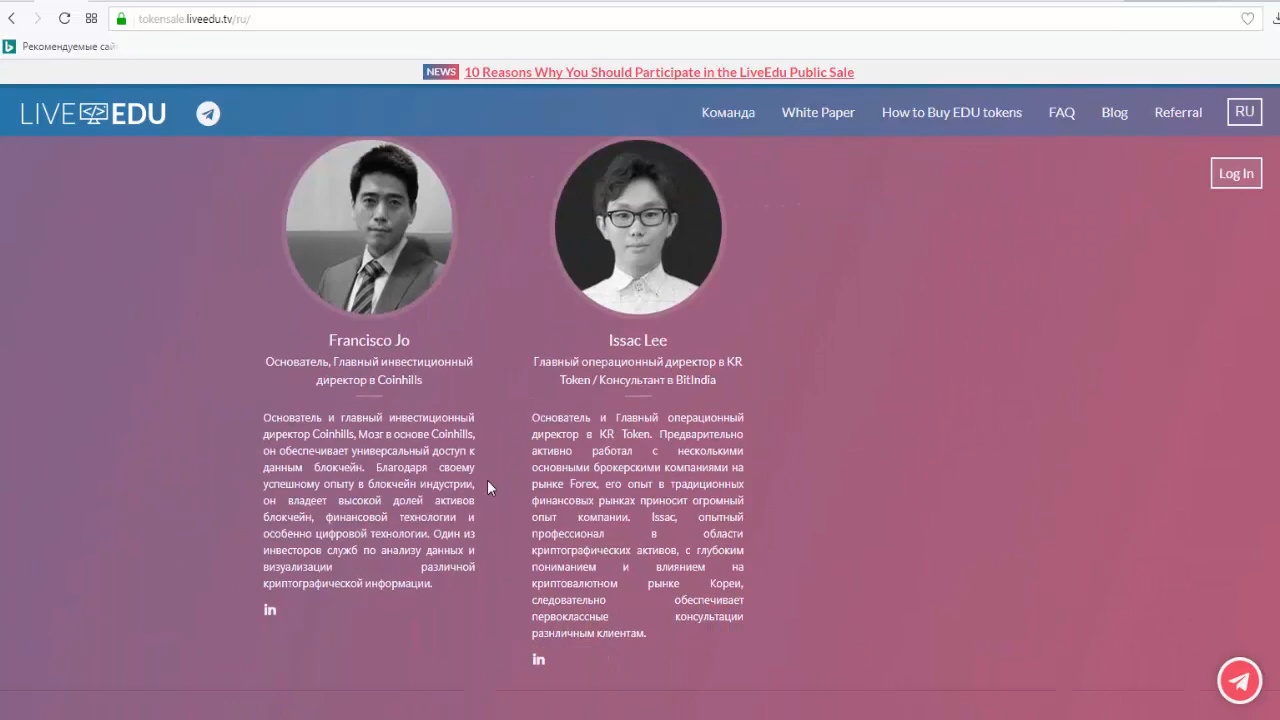 tokensale.liveedu.tv/ru/
Рекомендуемые сай
NEWS 10 Reasons Why You Should Participate in the LiveEdu Public Sale
LIVE EDU
Команда White Paper How to Buy EDU tokens FAQ Blog Referral RU
Log In
Francisco Jo
Основатель, Главный инвестиционный
директор в Coinhills
Основатель и главный инвестиционный
директор Coinhills, Мозг в основе Coinhills,
он обеспечивает универсальный доступ к
данным блокчейн. Благодаря своему
успешному опыту в блокчейн индустрии,
он владеет высокой долей активов
блокчейн, финансовой технологии и
особенно цифровой технологии. Один из
инвесторов служб по анализу данных и
визуализации различной
криптографической информации.
in
Issac Lee
Главный операционный директор в KR
Token / Консультант в BitIndia
Основатель и Главный операционный
директор в KR Token. Предварительно
активно работал с несколькими
основными брокерскими компаниями на
рынке Forex, его опыт в традиционных
финансовых рынках приносит огромный
опыт компании. Issac, опытный
профессионал в области
криптографических активов, с глубоким
пониманием и влиянием на
криптовалютном рынке Кореи,
следовательно обеспечивает
первоклассные консультации
разничным клиентам.
in